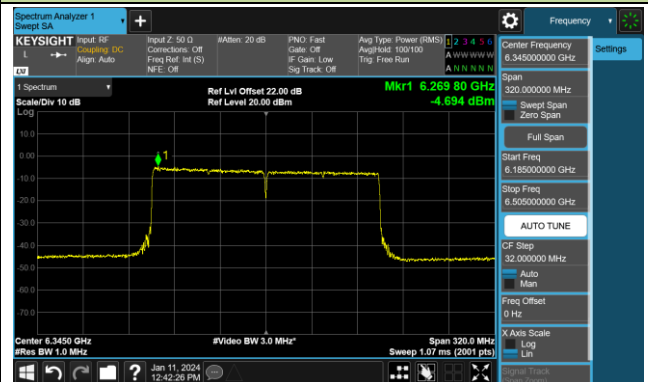 Spectrum Analyzer 1
Swept SA
Frequency
KEYSIGHT
L
LXI
Input: RF
Coupling: DC
Align: Auto
Input Z: 50 Ω
Corrections: Off
Freq Ref: Int (S)
NFE: Off
#Atten: 20 dB
PNO: Fast
Gate: Off
IF Gain: Low
Sig Track: Off
Avg Type: Power (RMS)
Avg|Hold: 100/100
Trig: Free Run
1 2 3 4 5 6
A W W W W W
A N N N N N
Center Frequency
6.345000000 GHz
Settings
Span
320.000000 MHz
Swept Span
Zero Span
Full Span
Start Freq
6.185000000 GHz
Stop Freq
6.505000000 GHz
AUTO TUNE
CF Step
32.000000 MHz
Auto
Man
Freq Offset
0 Hz
X Axis Scale
Log
Lin
Signal Track
(Span Zoom)
1 Spectrum
Scale/Div 10 dB
Log
Ref Lvl Offset 22.00 dB
Ref Level 20.00 dBm
Mkr1 6.269 80 GHz
-4.694 dBm
1
10.0
0.00
-10.0
-20.0
-30.0
-40.0
-50.0
-60.0
-70.0
Center 6.3450 GHz
#Res BW 1.0 MHz
#Video BW 3.0 MHz*
Span 320.0 MHz
Sweep 1.07 ms (2001 pts)
?
Jan 11, 2024
12:42:26 PM